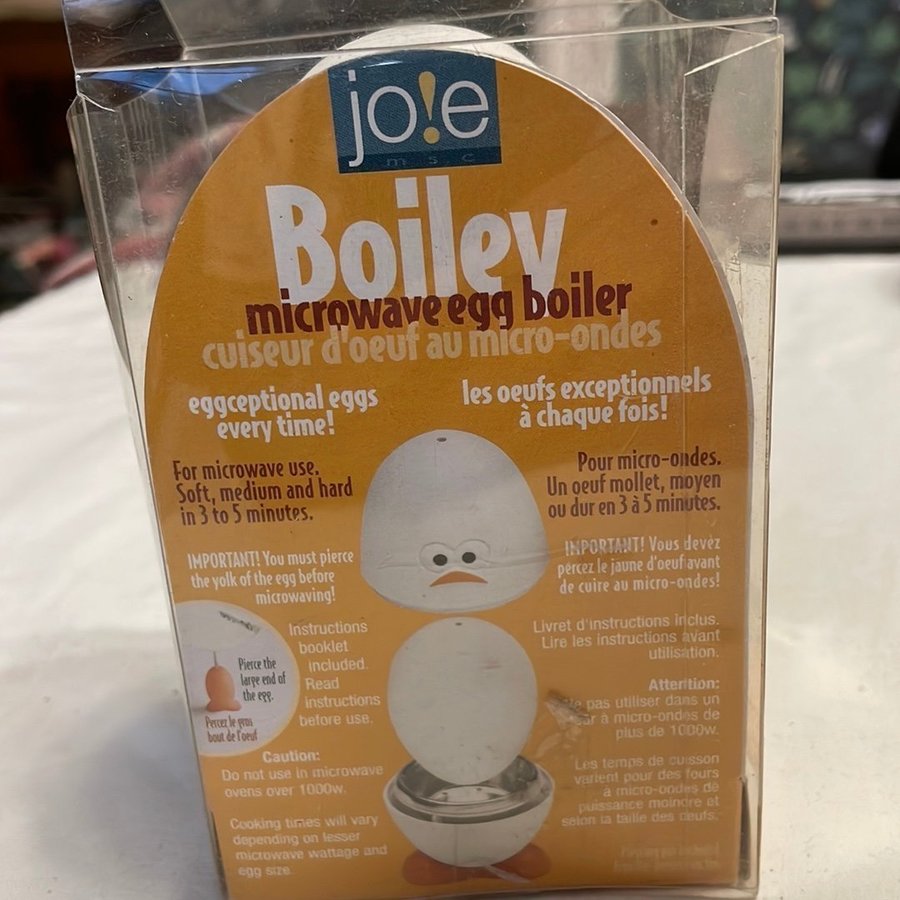 jo!e
msc
Boiley
microwave egg boiler
cuiseur d'oeuf au micro-ondes
eggceptional eggs
every time!
les oeufs exceptionnels
à chaque fois!
For microwave use.
Soft, medium and hard
in 3 to 5 minutes.
Pour micro-ondes.
Un oeuf mollet, moyen
ou dur en 3 à 5 minutes.
IMPORTANT! You must pierce
the yolk of the egg before
microwaving!
IMPORTANT! Vous devez
percez le jaune d'oeuf avant
de cuire au micro-ondes!
Pierce the
large end of
the egg.
Percez le gros
bout de l'oeuf
Instructions
booklet
included.
Read
instructions
before use.
Livret d'instructions inclus.
Lire les instructions avant
utilisation.
Caution:
Do not use in microwave
ovens over 1000w.
Attention:
pas utiliser dans un
à micro-ondes de
plus de 1000w.
Cooking times will vary
depending on lesser
microwave wattage and
egg size.
Les temps de cuisson
varient pour des fours
à micro-ondes de
puissance moindre et
selon la taille des oeufs.